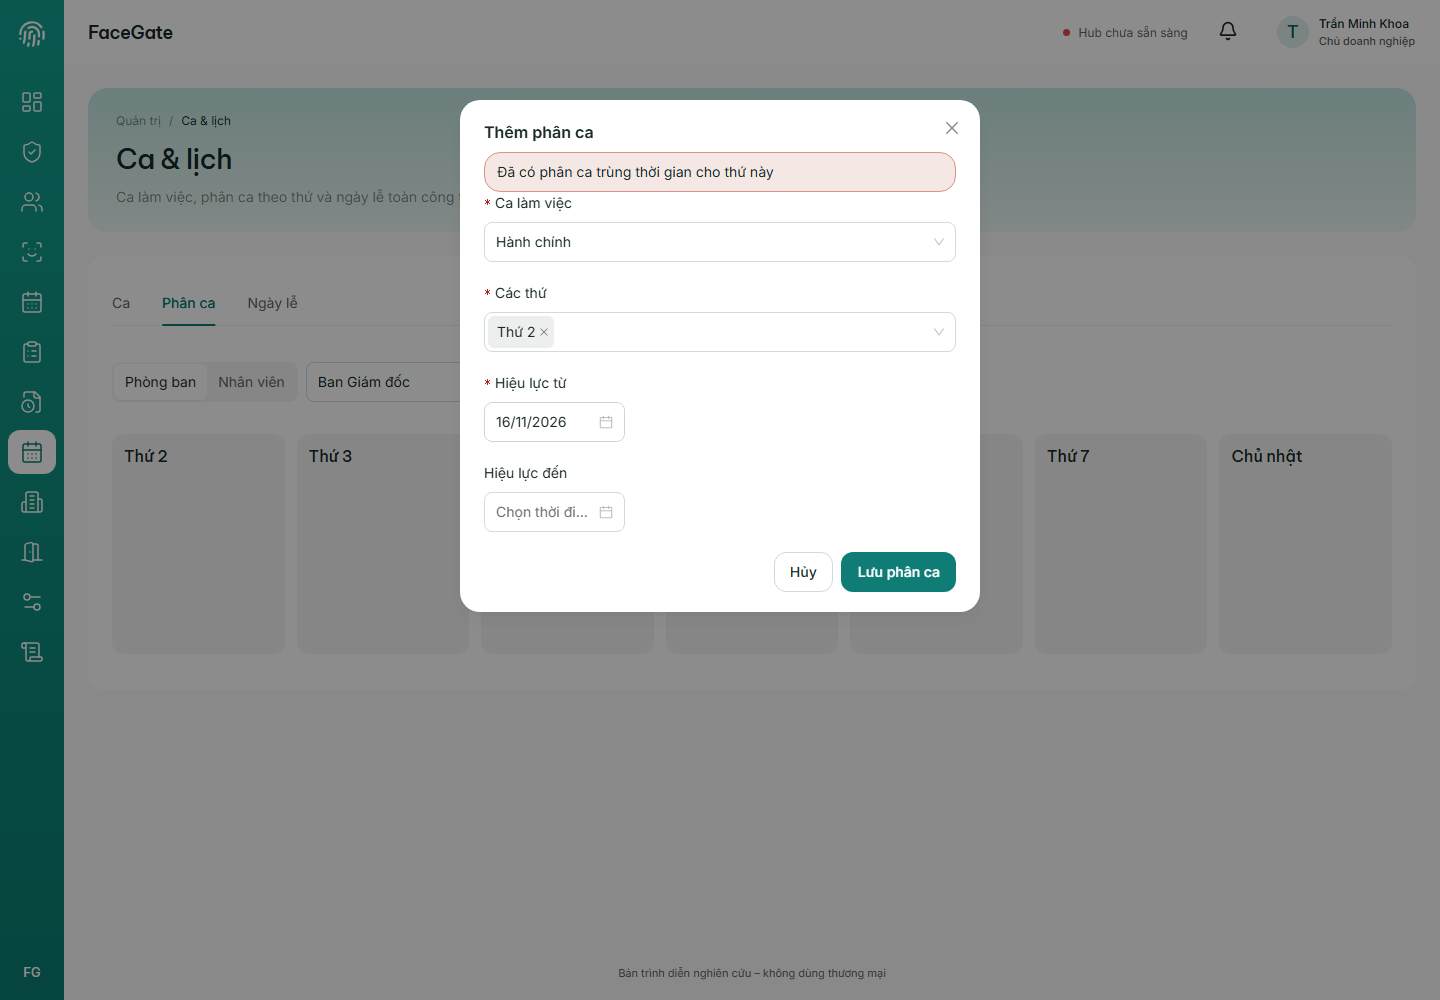 FaceGate
Hub chưa sẵn sàng
T
Trần Minh Khoa
Chủ doanh nghiệp
Quản trị / Ca & lịch
Ca & lịch
Ca làm việc, phân ca theo thứ và ngày lễ toàn công
Thêm phân ca
Đã có phân ca trùng thời gian cho thứ này
* Ca làm việc
Hành chính
* Các thứ
Thứ 2
* Hiệu lực từ
16/11/2026
Hiệu lực đến
Chọn thời đi...
Hủy
Lưu phân ca
Ca
Phân ca
Ngày lễ
Phòng ban
Nhân viên
Ban Giám đốc
Thứ 2
Thứ 3
Thứ 7
Chủ nhật
FG
Bản trình diễn nghiên cứu – không dùng thương mại